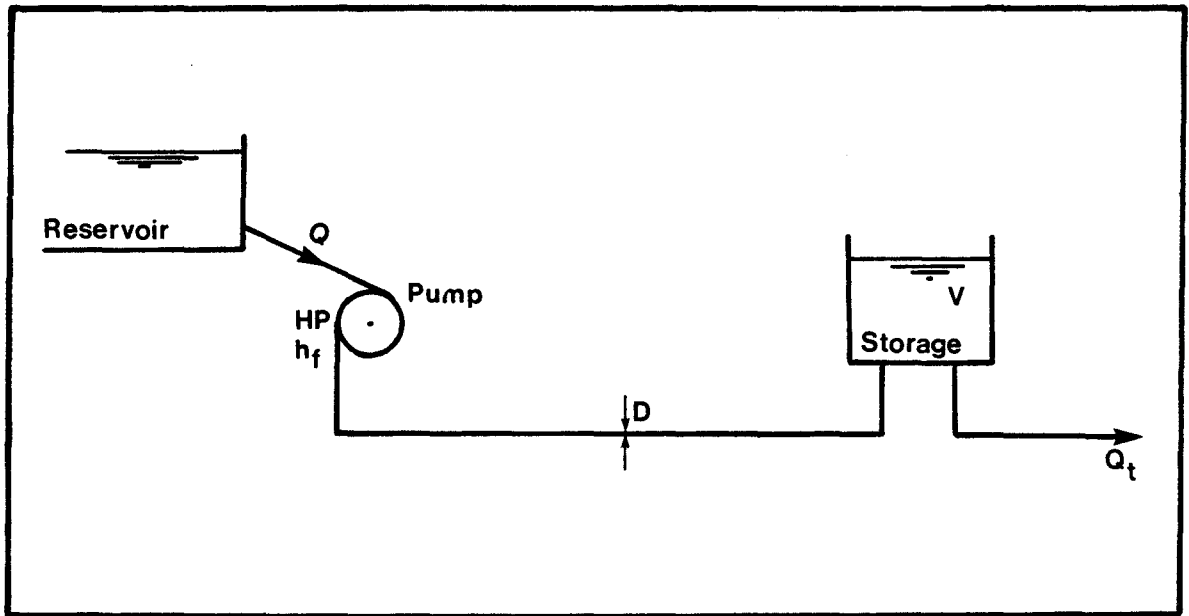 Reservoir
Q
Pump
HP
h_f
D
V
Storage
Q_t